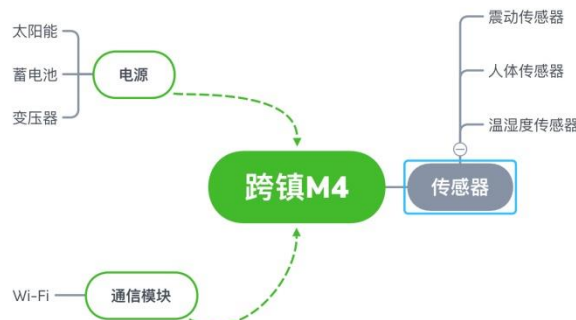 太阳能
蓄电池
变压器
电源
震动传感器
人体传感器
温湿度传感器
跨镇M4
传感器
Wi-Fi
通信模块